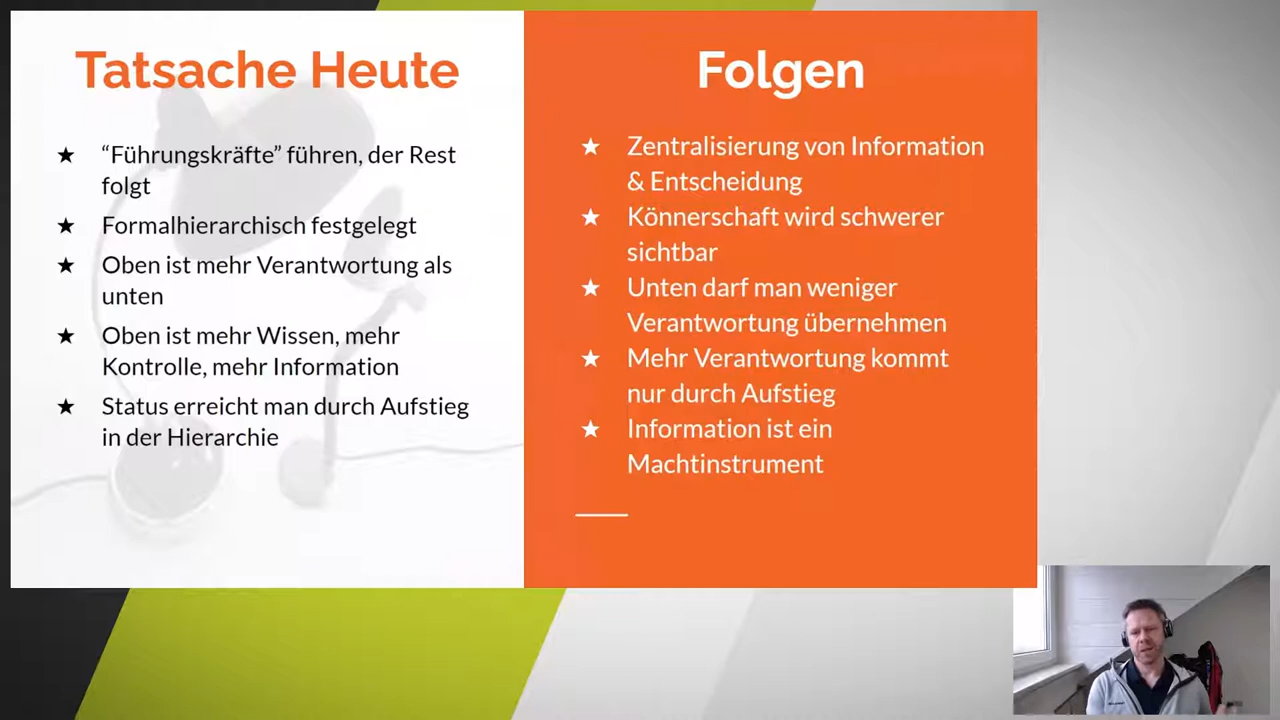 Tatsache Heute
★ “Führungskräfte” führen, der Rest
folgt
★ Formalhierarchisch festgelegt
★ Oben ist mehr Verantwortung als
unten
★ Oben ist mehr Wissen, mehr
Kontrolle, mehr Information
★ Status erreicht man durch Aufstieg
in der Hierarchie
Folgen
★ Zentralisierung von Information
& Entscheidung
★ Könnerschaft wird schwerer
sichtbar
★ Unten darf man weniger
Verantwortung übernehmen
★ Mehr Verantwortung kommt
nur durch Aufstieg
★ Information ist ein
Machtinstrument